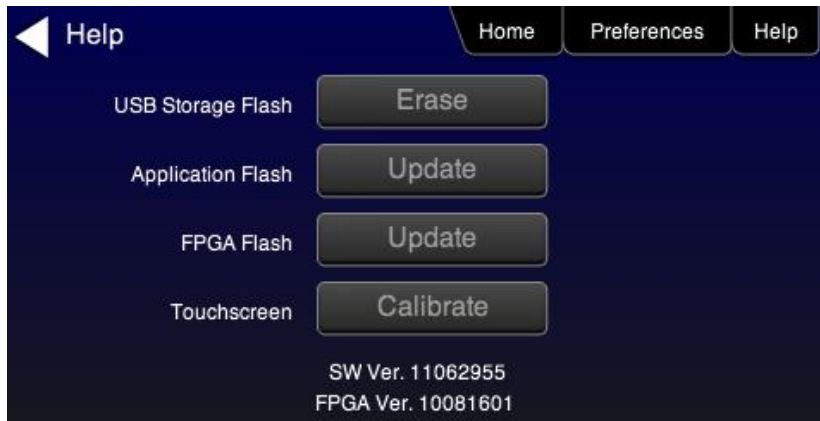 Help
Home
Preferences
Help
USB Storage Flash
Erase
Application Flash
Update
FPGA Flash
Update
Touchscreen
Calibrate
SW Ver. 11062955
FPGA Ver. 10081601